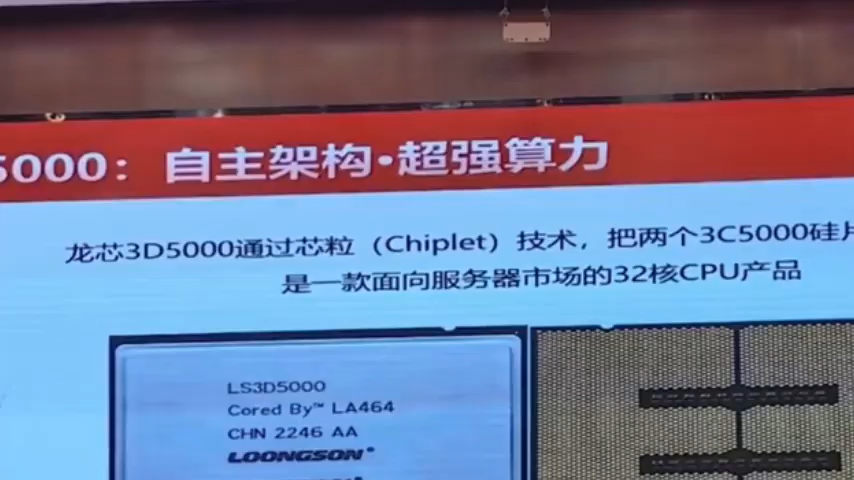 5000：自主架构·超强算力
龙芯3D5000通过芯粒（Chiplet）技术，把两个3C5000硅片
是一款面向服务器市场的32核CPU产品
LS3D5000
Cored By™ LA464
CHN 2246 AA
LOONGSON®